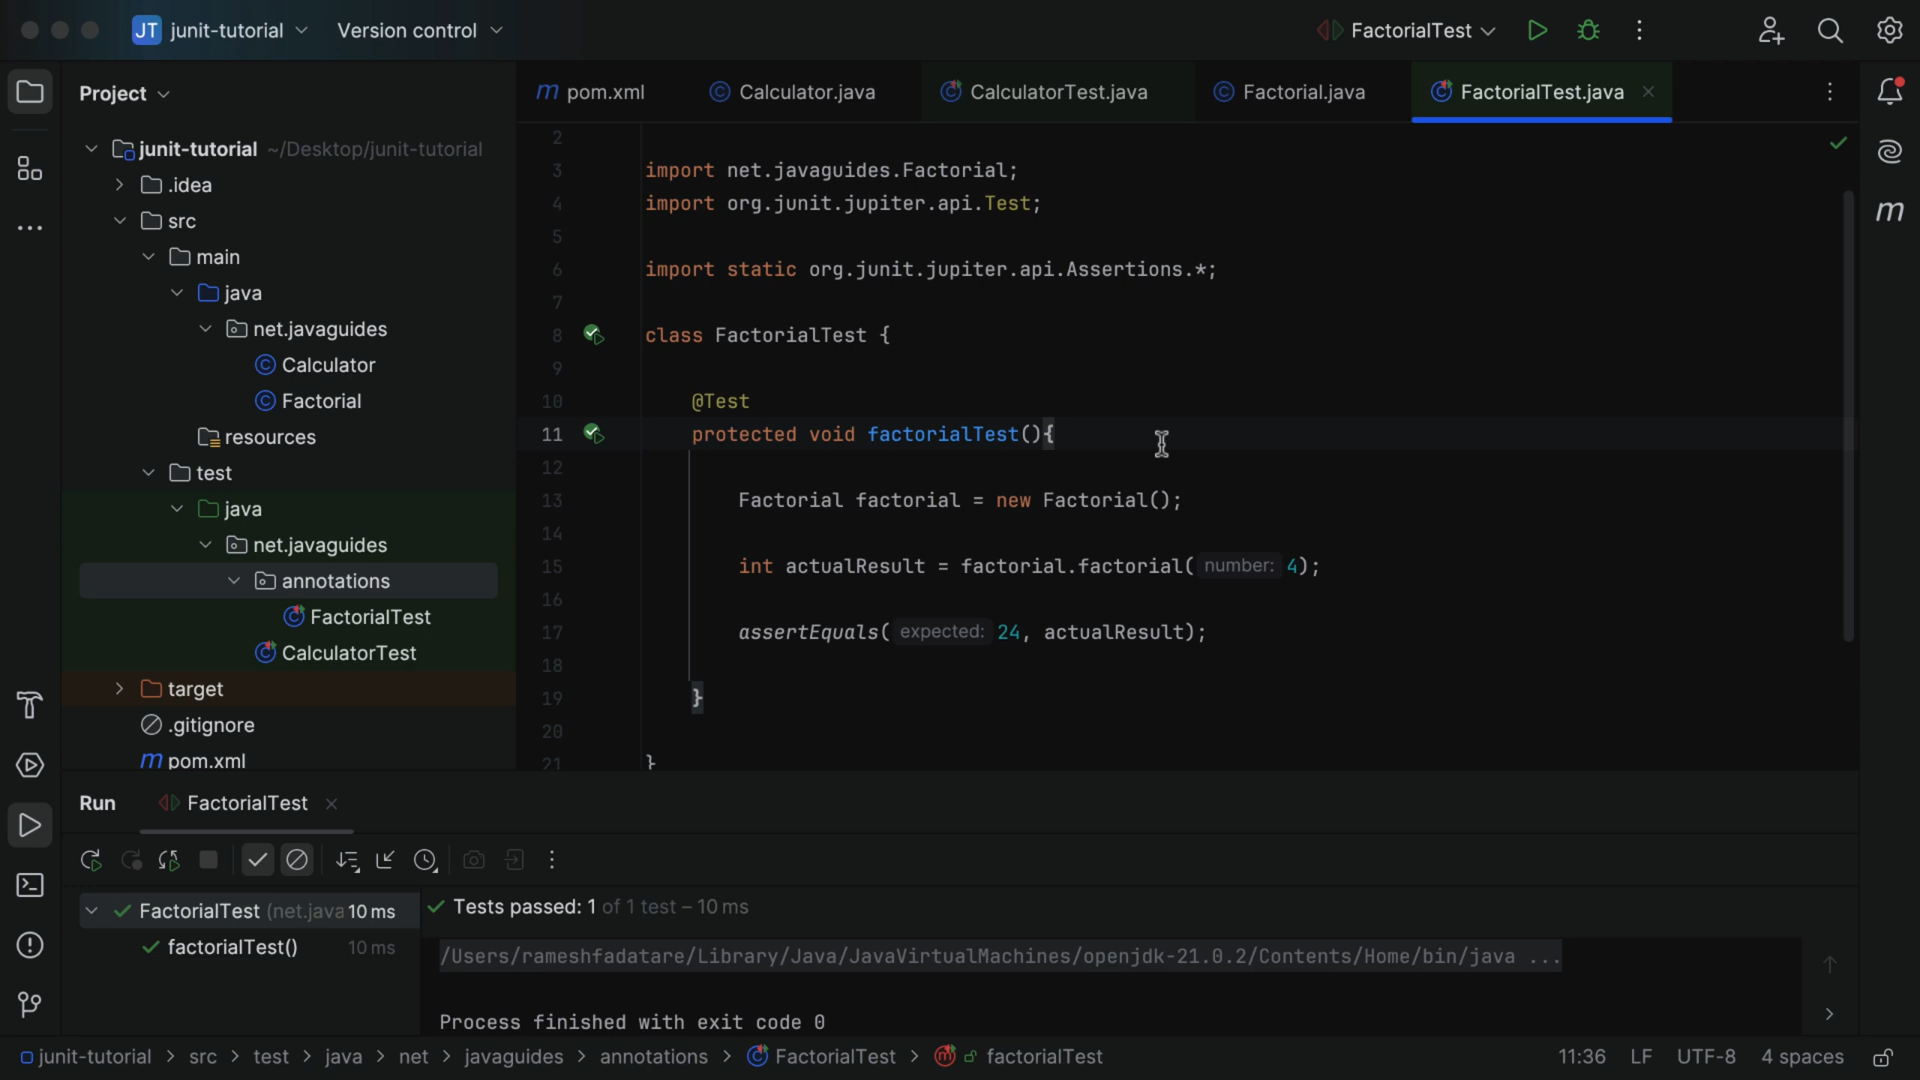 JT junit-tutorial Version control FactorialTest
Project
pom.xml Calculator.java CalculatorTest.java Factorial.java FactorialTest.java
junit-tutorial ~/Desktop/junit-tutorial
.idea
src
main
java
net.javaguides
Calculator
Factorial
resources
test
java
net.javaguides
annotations
FactorialTest
CalculatorTest
target
.gitignore
pom.xml
2
3 import net.javaguides.Factorial;
4 import org.junit.jupiter.api.Test;
5
6 import static org.junit.jupiter.api.Assertions.*;
7
8 class FactorialTest {
9
10 @Test
11 protected void factorialTest(){
12
13 Factorial factorial = new Factorial();
14
15 int actualResult = factorial.factorial( number: 4);
16
17 assertEquals( expected: 24, actualResult);
18
19 }
20
21 }
Run FactorialTest
FactorialTest (net.java 10 ms
factorialTest() 10 ms
Tests passed: 1 of 1 test – 10 ms
/Users/rameshfadatare/Library/Java/JavaVirtualMachines/openjdk-21.0.2/Contents/Home/bin/java ...
Process finished with exit code 0
junit-tutorial > src > test > java > net > javaguides > annotations > FactorialTest > factorialTest 11:36 LF UTF-8 4 spaces